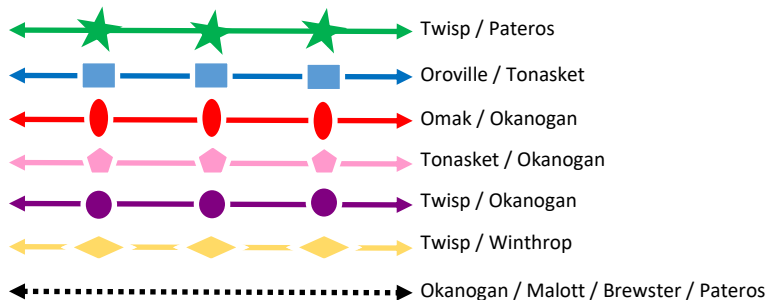 Twisp / Pateros
Oroville / Tonasket
Omak / Okanogan
Tonasket / Okanogan
Twisp / Okanogan
Twisp / Winthrop
Okanogan / Malott / Brewster / Pateros